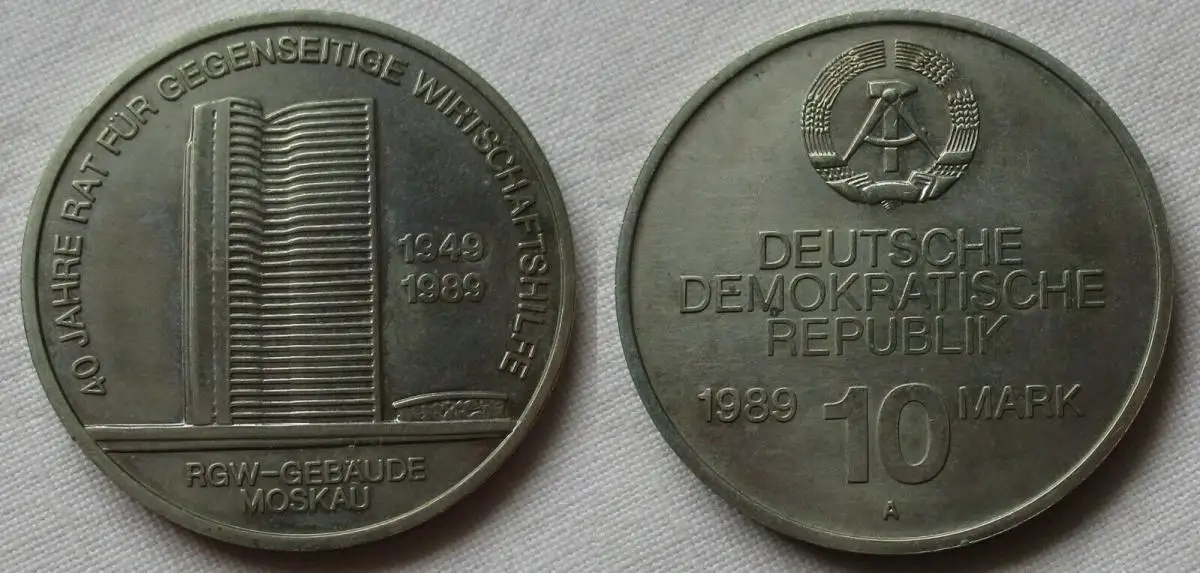 40 JAHRE RAT FÜR GEGENSEITIGE WIRTSCHAFTSHILFE
1949
1989
RGW-GEBÄUDE
MOSKAU
DEUTSCHE
DEMOKRATISCHE
REPUBLIK
1989 10 MARK
A